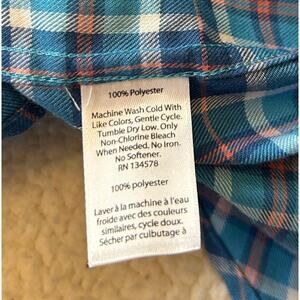 100% Polyester
Machine Wash Cold With
Like Colors, Gentle Cycle.
Tumble Dry Low. Only
Non-Chlorine Bleach
When Needed. No Iron.
No Softener.
RN 134578
100% polyester
Laver à la machine à l'eau
froide avec des couleurs
similaires, cycle doux.
Sécher par culbutage à